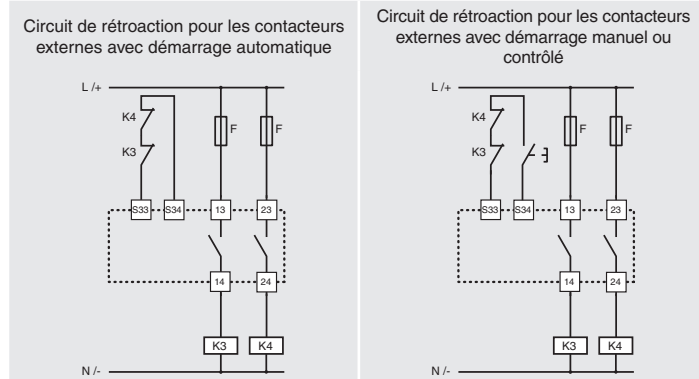 Circuit de rétroaction pour les contacteurs
externes avec démarrage automatique
L /+
K4
F
F
K3
S33
S34
13
23
14
24
K3
K4
N /-
Circuit de rétroaction pour les contacteurs
externes avec démarrage manuel ou
contrôlé
L /+
K4
F
F
K3
S33
S34
13
23
14
24
K3
K4
N /-